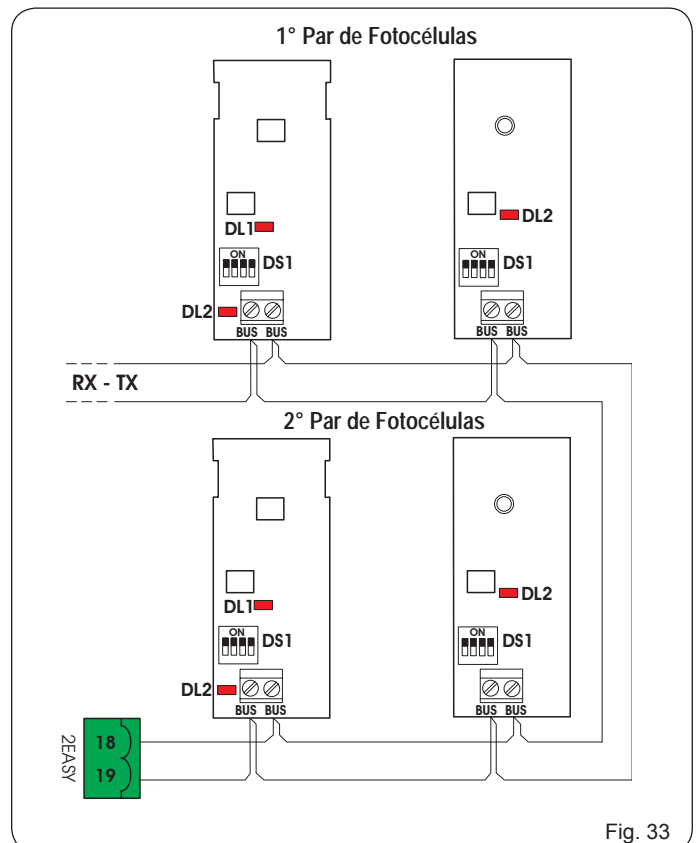 1° Par de Fotocélulas
DL1
DL2
ON
DS1
ON
DS1
DL2
BUS BUS
BUS BUS
RX - TX
2° Par de Fotocélulas
DL1
DL2
ON
DS1
ON
DS1
DL2
BUS BUS
BUS BUS
2EASY
18
19
Fig. 33